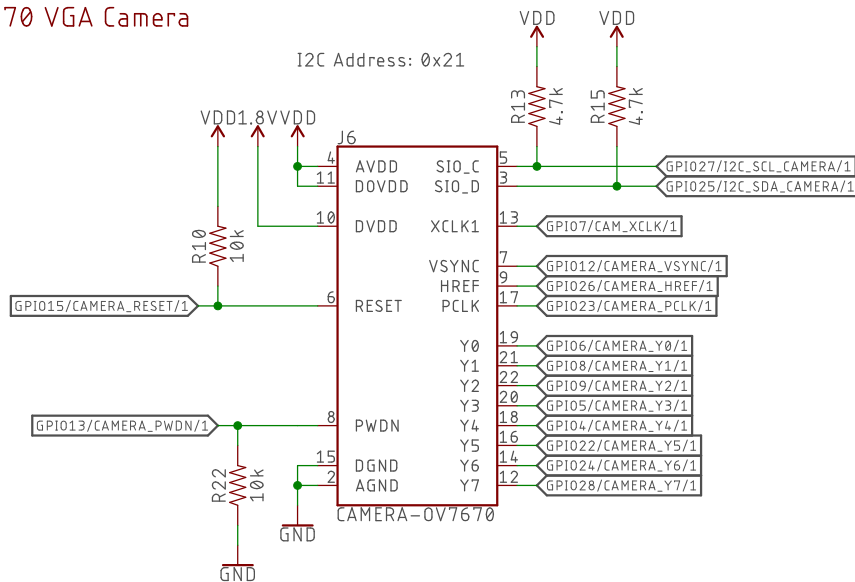 70 VGA Camera
I2C Address: 0x21
VDD
VDD
R13
4.7k
R15
4.7k
VDD
1.8V
VDD
J6
4
AVDD
11
DOVDD
10
DVDD
6
RESET
8
PWDN
15
DGND
2
AGND
SIO_C
5
SIO_D
3
XCLK1
13
VSYNC
7
HREF
9
PCLK
17
Y0
19
Y1
21
Y2
22
Y3
20
Y4
18
Y5
16
Y6
14
Y7
12
GPIO27/I2C_SCL_CAMERA/1
GPIO25/I2C_SDA_CAMERA/1
GPIO7/CAM_XCLK/1
GPIO12/CAMERA_VSYNC/1
GPIO26/CAMERA_HREF/1
GPIO23/CAMERA_PCLK/1
GPIO6/CAMERA_Y0/1
GPIO8/CAMERA_Y1/1
GPIO9/CAMERA_Y2/1
GPIO5/CAMERA_Y3/1
GPIO4/CAMERA_Y4/1
GPIO22/CAMERA_Y5/1
GPIO24/CAMERA_Y6/1
GPIO28/CAMERA_Y7/1
R10
10k
GPIO15/CAMERA_RESET/1
GPIO13/CAMERA_PWDN/1
R22
10k
CAMERA-OV7670
GND
GND